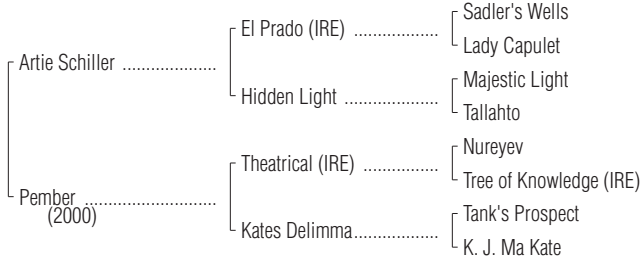 Sadler's Wells
El Prado (IRE) ..................
Lady Capulet
Artie Schiller ....................
Majestic Light
Hidden Light ....................
Tallahto
Nureyev
Theatrical (IRE) ................
Tree of Knowledge (IRE)
Pember ............................
(2000)
Tank's Prospect
Kates Delimma..................
K. J. Ma Kate